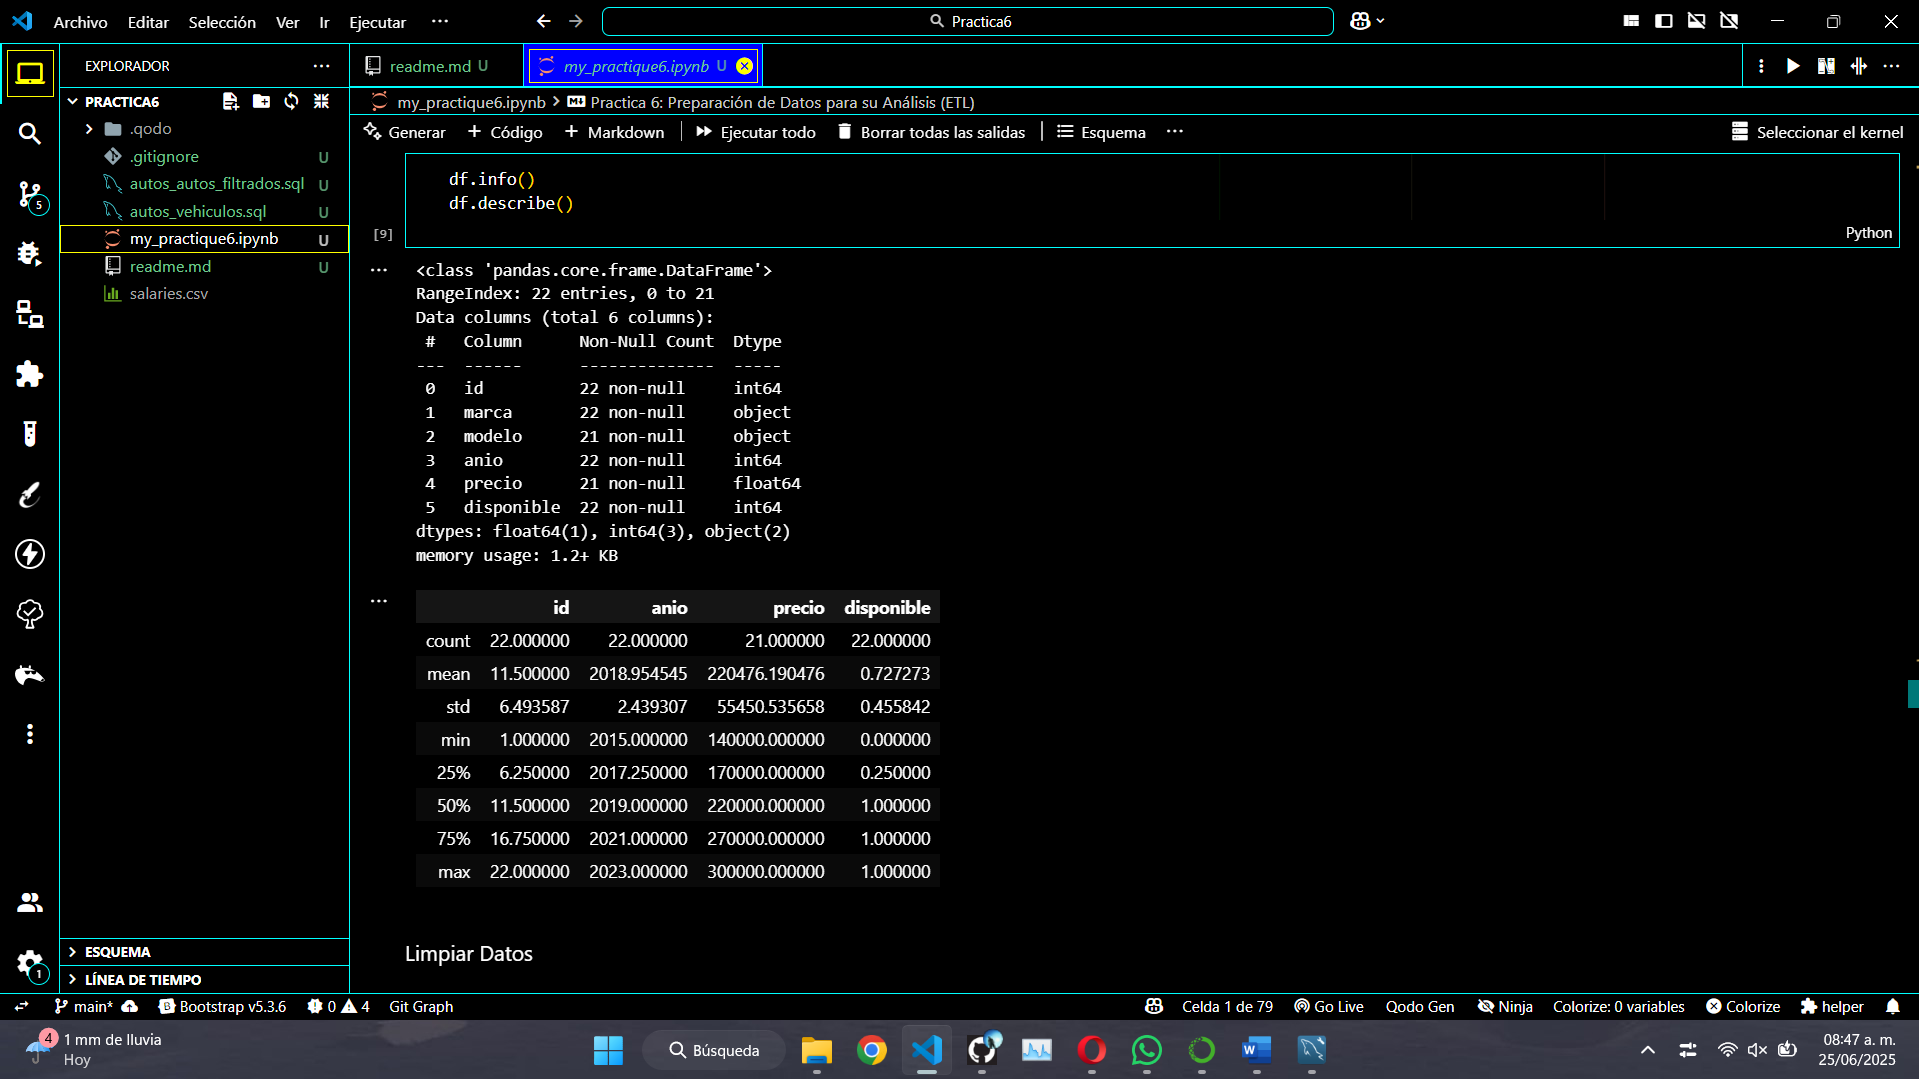 Archivo Editar Selección Ver Ir Ejecutar ···
Practica6
EXPLORADOR ···
readme.md U
my_practique6.ipynb U
PRACTICA6
my_practique6.ipynb > Practica 6: Preparación de Datos para su Análisis (ETL)
.qodo
.gitignore U
autos_autos_filtrados.sql U
autos_vehiculos.sql U
my_practique6.ipynb U
readme.md U
salaries.csv
Generar + Código + Markdown Ejecutar todo Borrar todas las salidas Esquema ··· Seleccionar el kernel
df.info()
df.describe()
[9]
Python
<class 'pandas.core.frame.DataFrame'>
RangeIndex: 22 entries, 0 to 21
Data columns (total 6 columns):
# Column Non-Null Count Dtype
--- ------ -------------- -----
0 id 22 non-null int64
1 marca 22 non-null object
2 modelo 21 non-null object
3 anio 22 non-null int64
4 precio 21 non-null float64
5 disponible 22 non-null int64
dtypes: float64(1), int64(3), object(2)
memory usage: 1.2+ KB
id anio precio disponible
count 22.000000 22.000000 21.000000 22.000000
mean 11.500000 2018.954545 220476.190476 0.727273
std 6.493587 2.439307 55450.535658 0.455842
min 1.000000 2015.000000 140000.000000 0.000000
25% 6.250000 2017.250000 170000.000000 0.250000
50% 11.500000 2019.000000 220000.000000 1.000000
75% 16.750000 2021.000000 270000.000000 1.000000
max 22.000000 2023.000000 300000.000000 1.000000
Limpiar Datos
5
1
ESQUEMA
LÍNEA DE TIEMPO
main* Bootstrap v5.3.6 0 4 Git Graph Celda 1 de 79 Go Live Qodo Gen Ninja Colorize: 0 variables Colorize helper
4
1 mm de lluvia
Hoy
Búsqueda
08:47 a. m.
25/06/2025